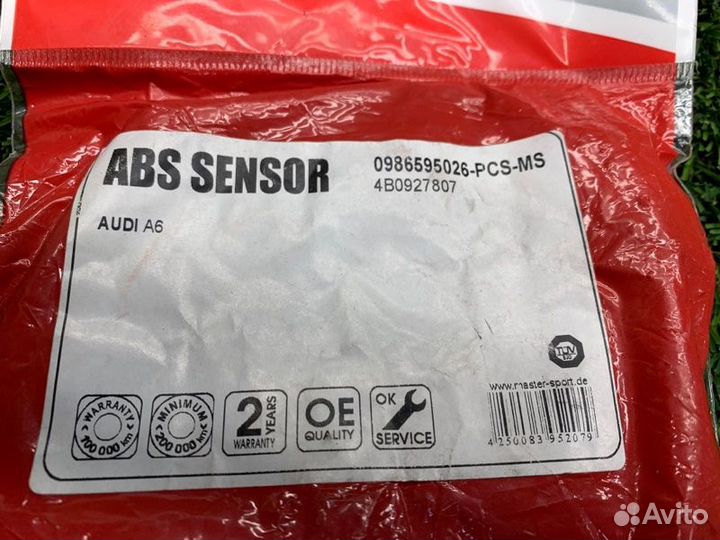 ABS SENSOR
0986595026-PCS-MS
4B0927807
AUDI A6
TÜV
www.master-sport.de
WARRANTY
100 000 km
MINIMUM
200 000 km
2 YEARS
WARRANTY
OE
QUALITY
OK
SERVICE
4 250083 952079
Avito